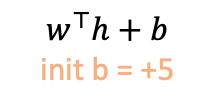 w⊤h + b
init b = +5